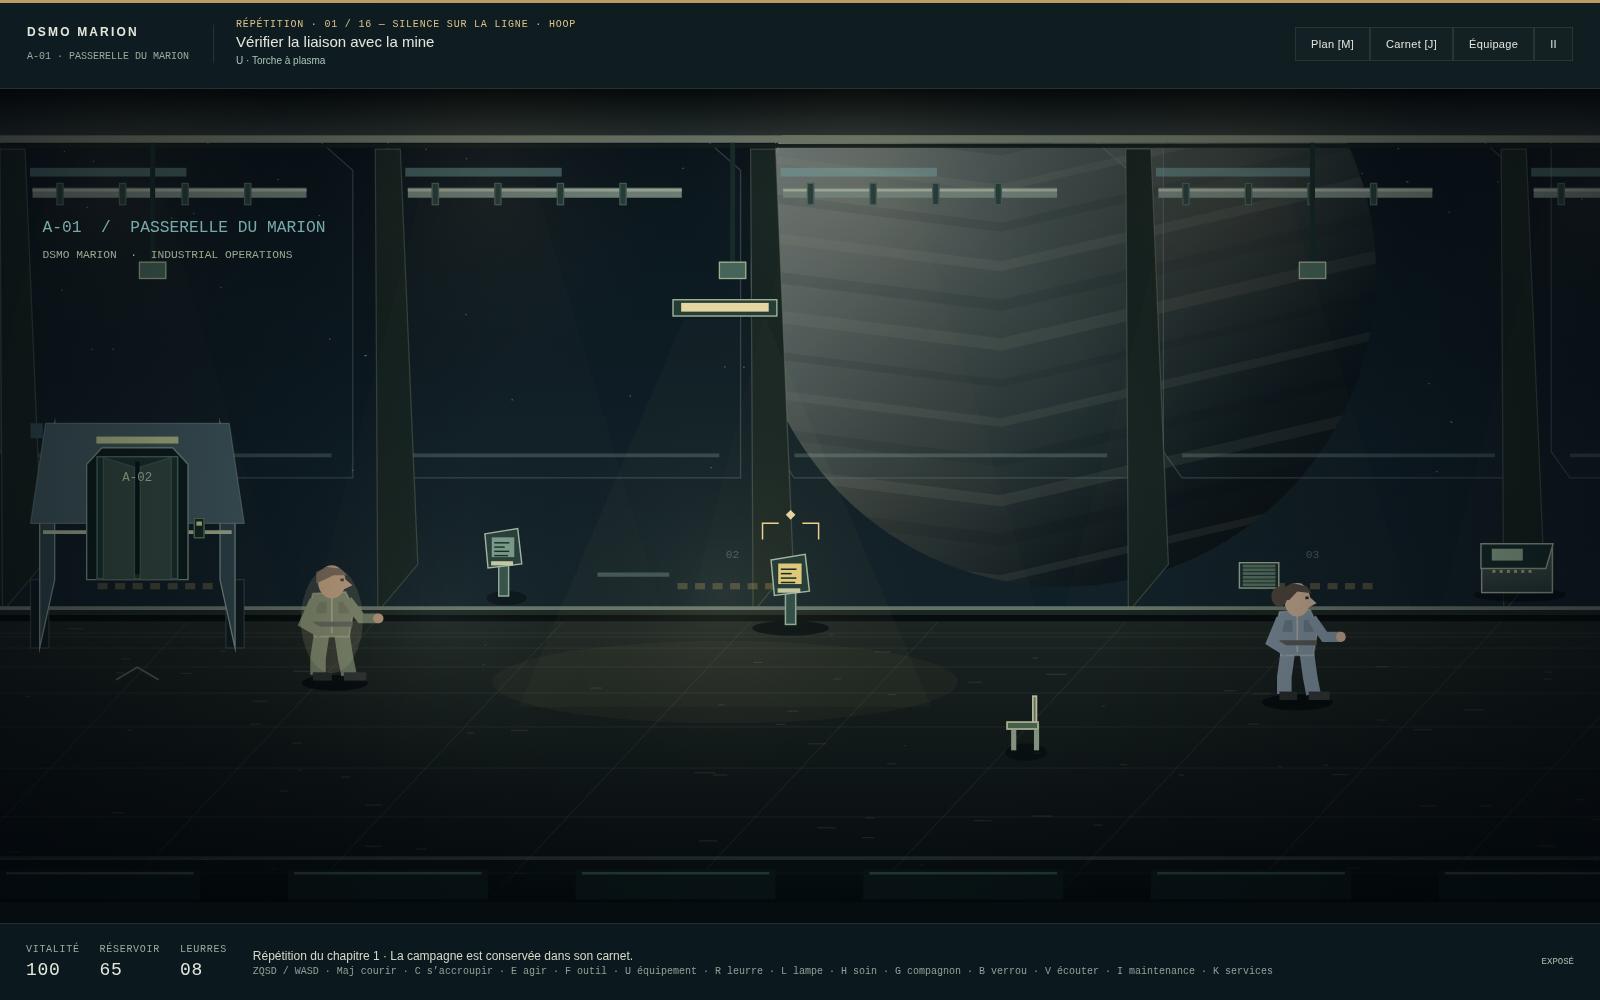 DSMO MARION
A-01 · PASSERELLE DU MARION
RÉPÉTITION · 01 / 16 — SILENCE SUR LA LIGNE · HOOP
Vérifier la liaison avec la mine
U · Torche à plasma
Plan [M]
Carnet [J]
Équipage
II
A-01 / PASSERELLE DU MARION
DSMO MARION · INDUSTRIAL OPERATIONS
A-02
02
03
VITALITÉ
100
RÉSERVOIR
65
LEURRES
08
Répétition du chapitre 1 · La campagne est conservée dans son carnet.
ZQSD / WASD · Maj courir · C s’accroupir · E agir · F outil · U équipement · R leurre · L lampe · H soin · G compagnon · B verrou · V écouter · I maintenance · K services
EXPOSÉ